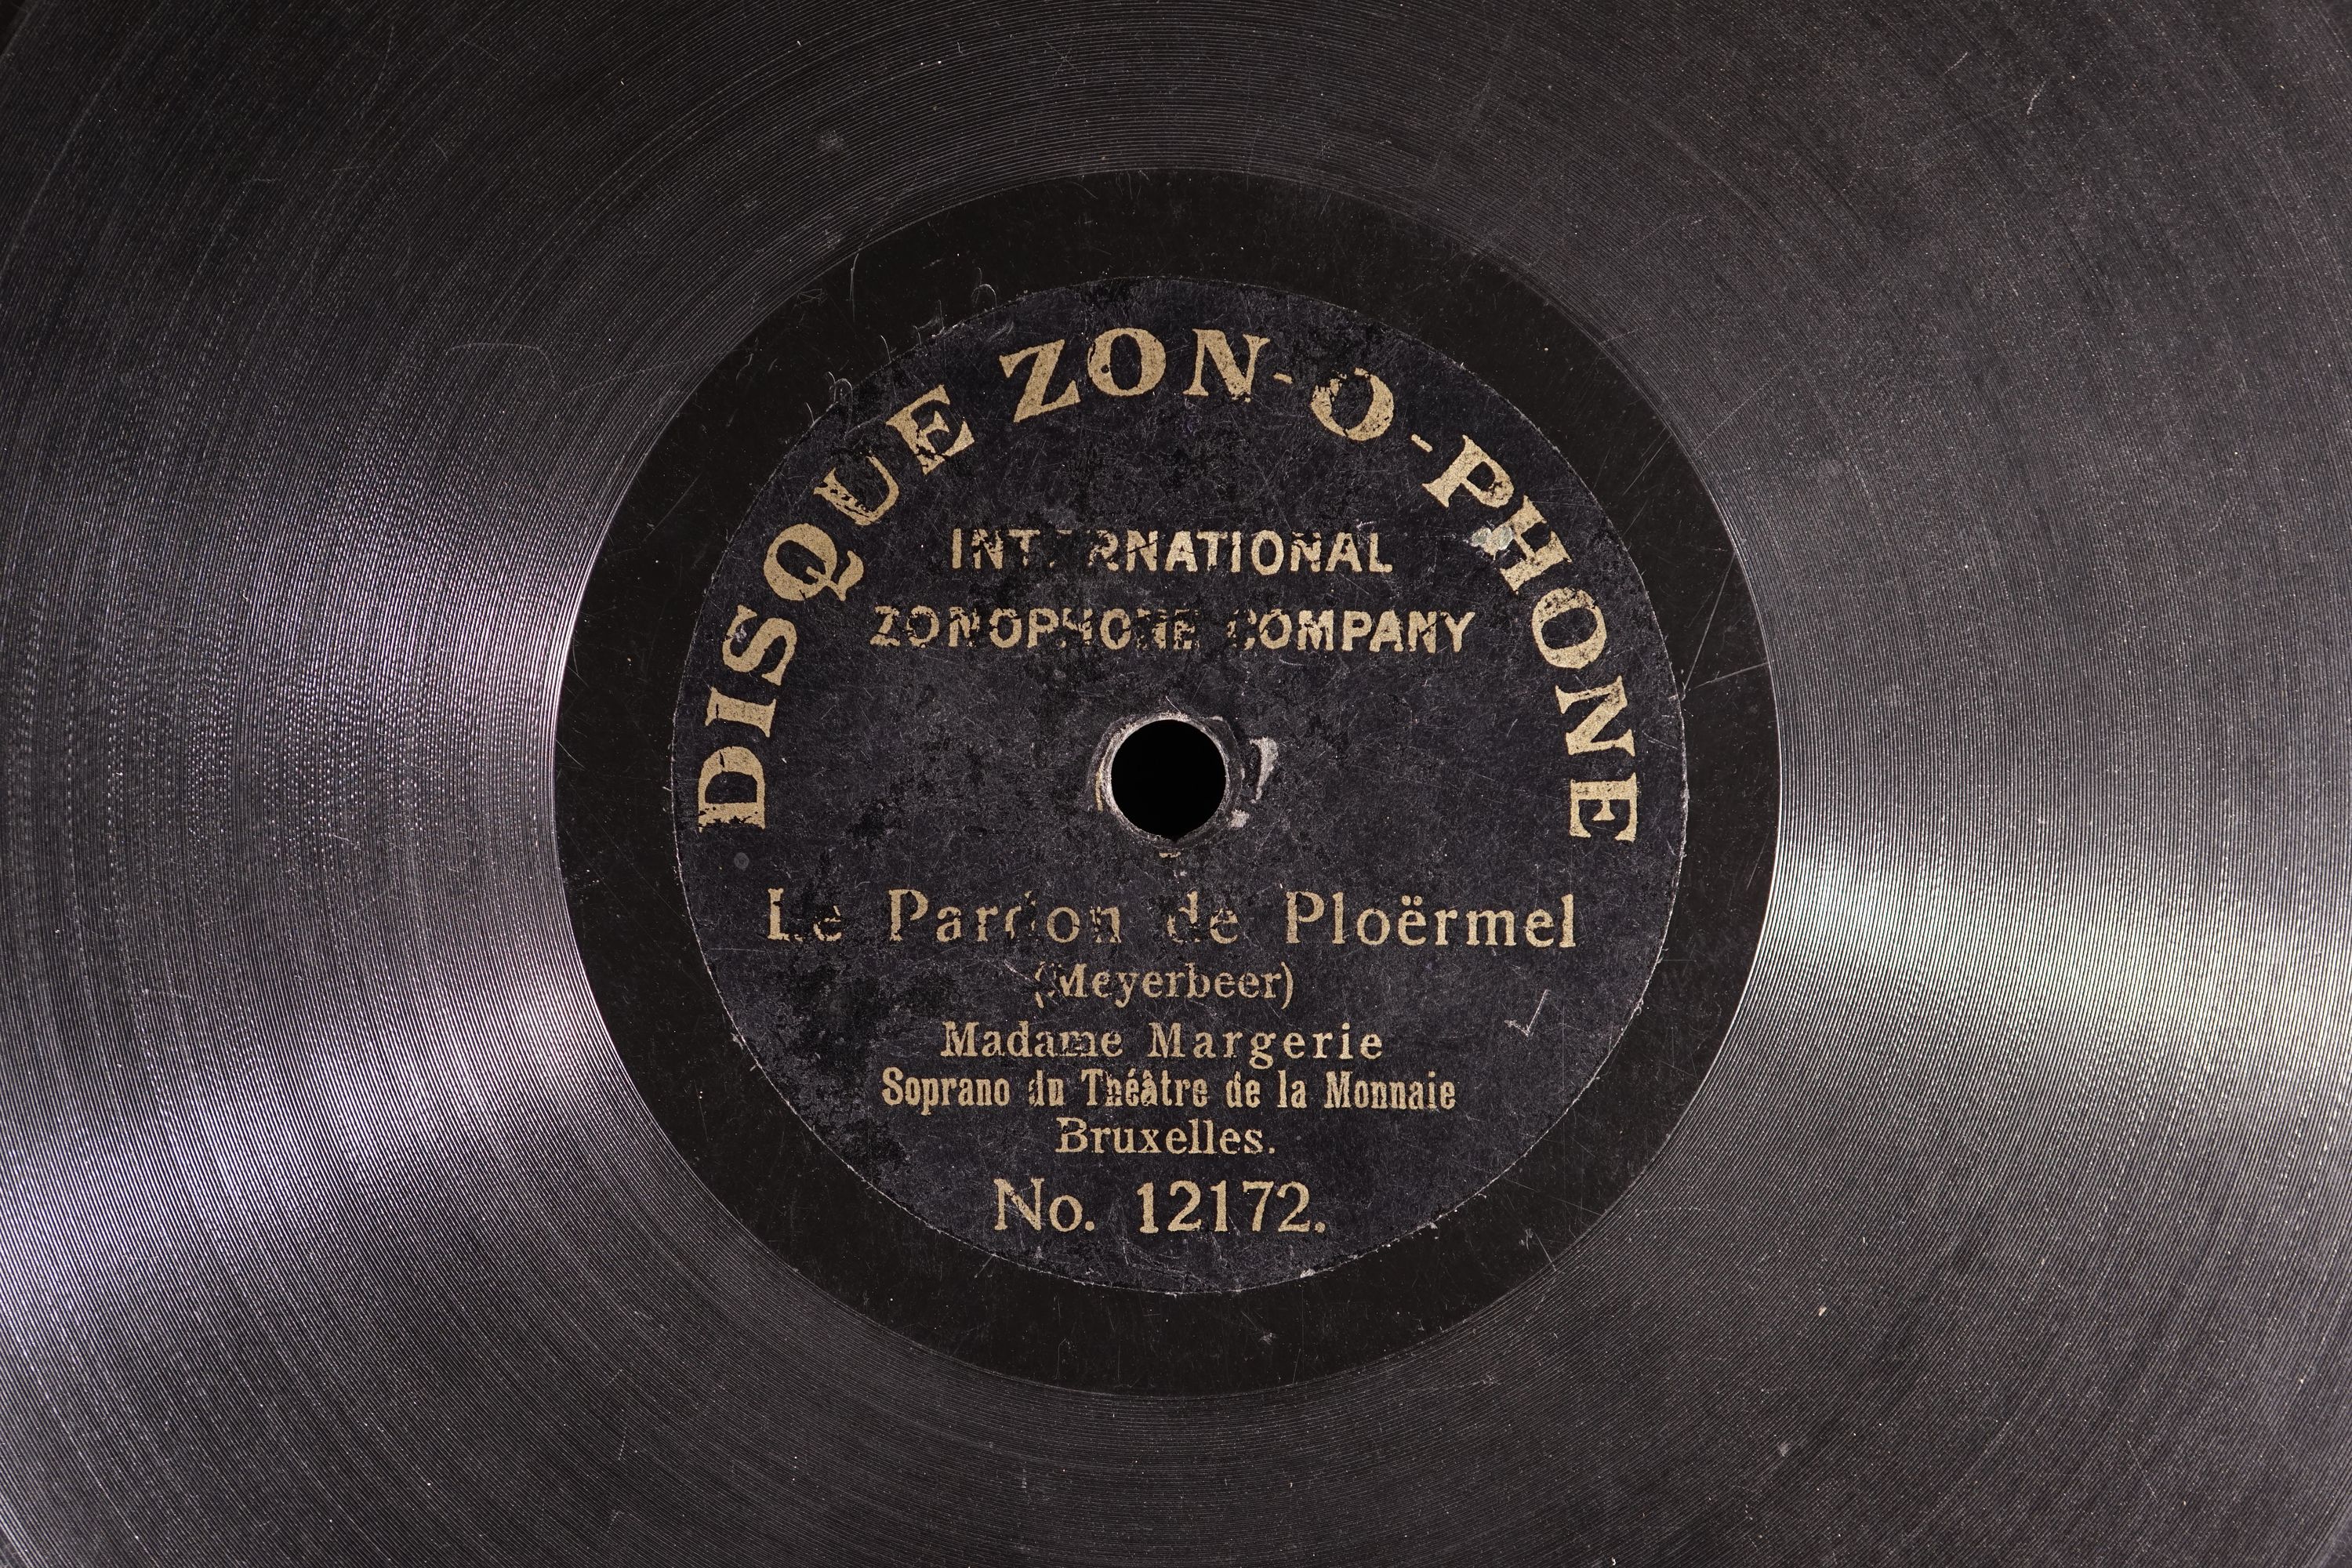 DISQUE ZON-O-PHONE
INTERNATIONAL
ZONOPHONE COMPANY
Le Pardon de Ploërmel
(Meyerbeer)
Madame Margerie
Soprano du Théâtre de la Monnaie
Bruxelles.
No. 12172.